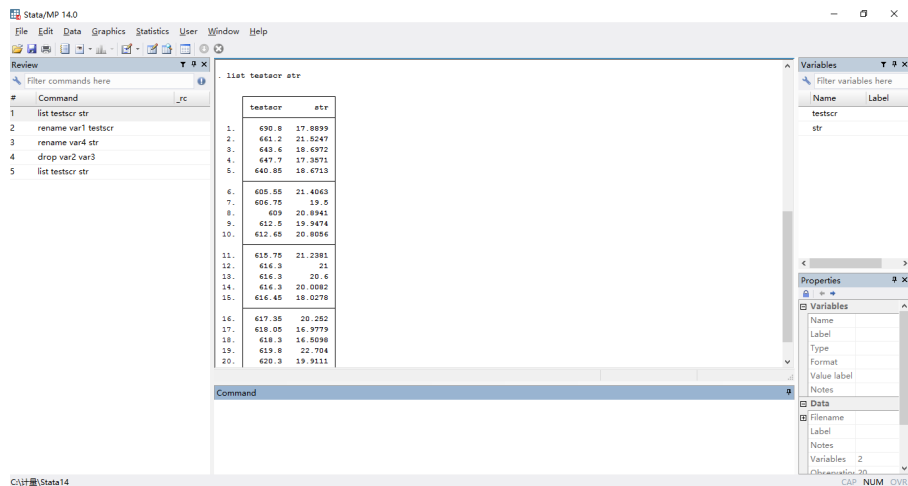 Stata/MP 14.0
File Edit Data Graphics Statistics User Window Help
Review
Filter commands here
# Command _rc
1 list testscr str
2 rename var1 testscr
3 rename var4 str
4 drop var2 var3
5 list testscr str
. list testscr str
testscr str
1. 690.8 17.8899
2. 661.2 21.5247
3. 643.6 18.6972
4. 647.7 17.3571
5. 640.85 18.6713
6. 605.55 21.4063
7. 606.75 19.5
8. 609 20.8941
9. 612.5 19.9474
10. 612.65 20.8056
11. 615.75 21.2381
12. 616.3 21
13. 616.3 20.6
14. 616.3 20.0082
15. 616.45 18.0278
16. 617.35 20.252
17. 618.05 16.9779
18. 618.3 16.5098
19. 619.8 22.704
20. 620.3 19.9111
Command
Variables
Filter variables here
Name Label
testscr
str
Properties
Variables
Name
Label
Type
Format
Value label
Notes
Data
Filename
Label
Notes
Variables 2
Observations 20
C:\计量\Stata14
CAP NUM OVR